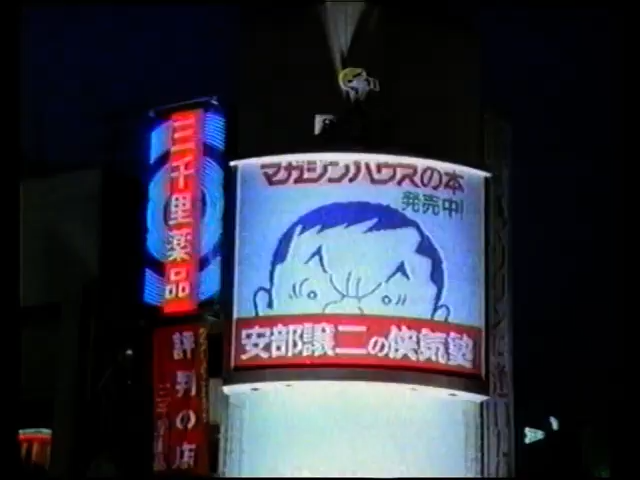 三千里薬品
マガジンハウスの本
発売中!
安部譲二の侠気塾
評判の店